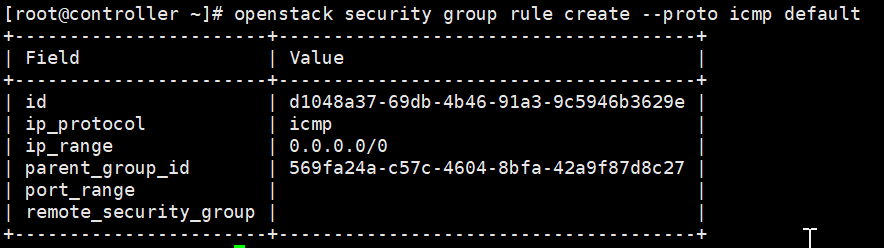 [root@controller ~]# openstack security group rule create --proto icmp default
+-----------------------+--------------------------------------+
| Field                 | Value                                |
+-----------------------+--------------------------------------+
| id                    | d1048a37-69db-4b46-91a3-9c5946b3629e |
| ip_protocol           | icmp                                 |
| ip_range              | 0.0.0.0/0                            |
| parent_group_id       | 569fa24a-c57c-4604-8bfa-42a9f87d8c27 |
| port_range            |                                      |
| remote_security_group |                                      |
+-----------------------+--------------------------------------+